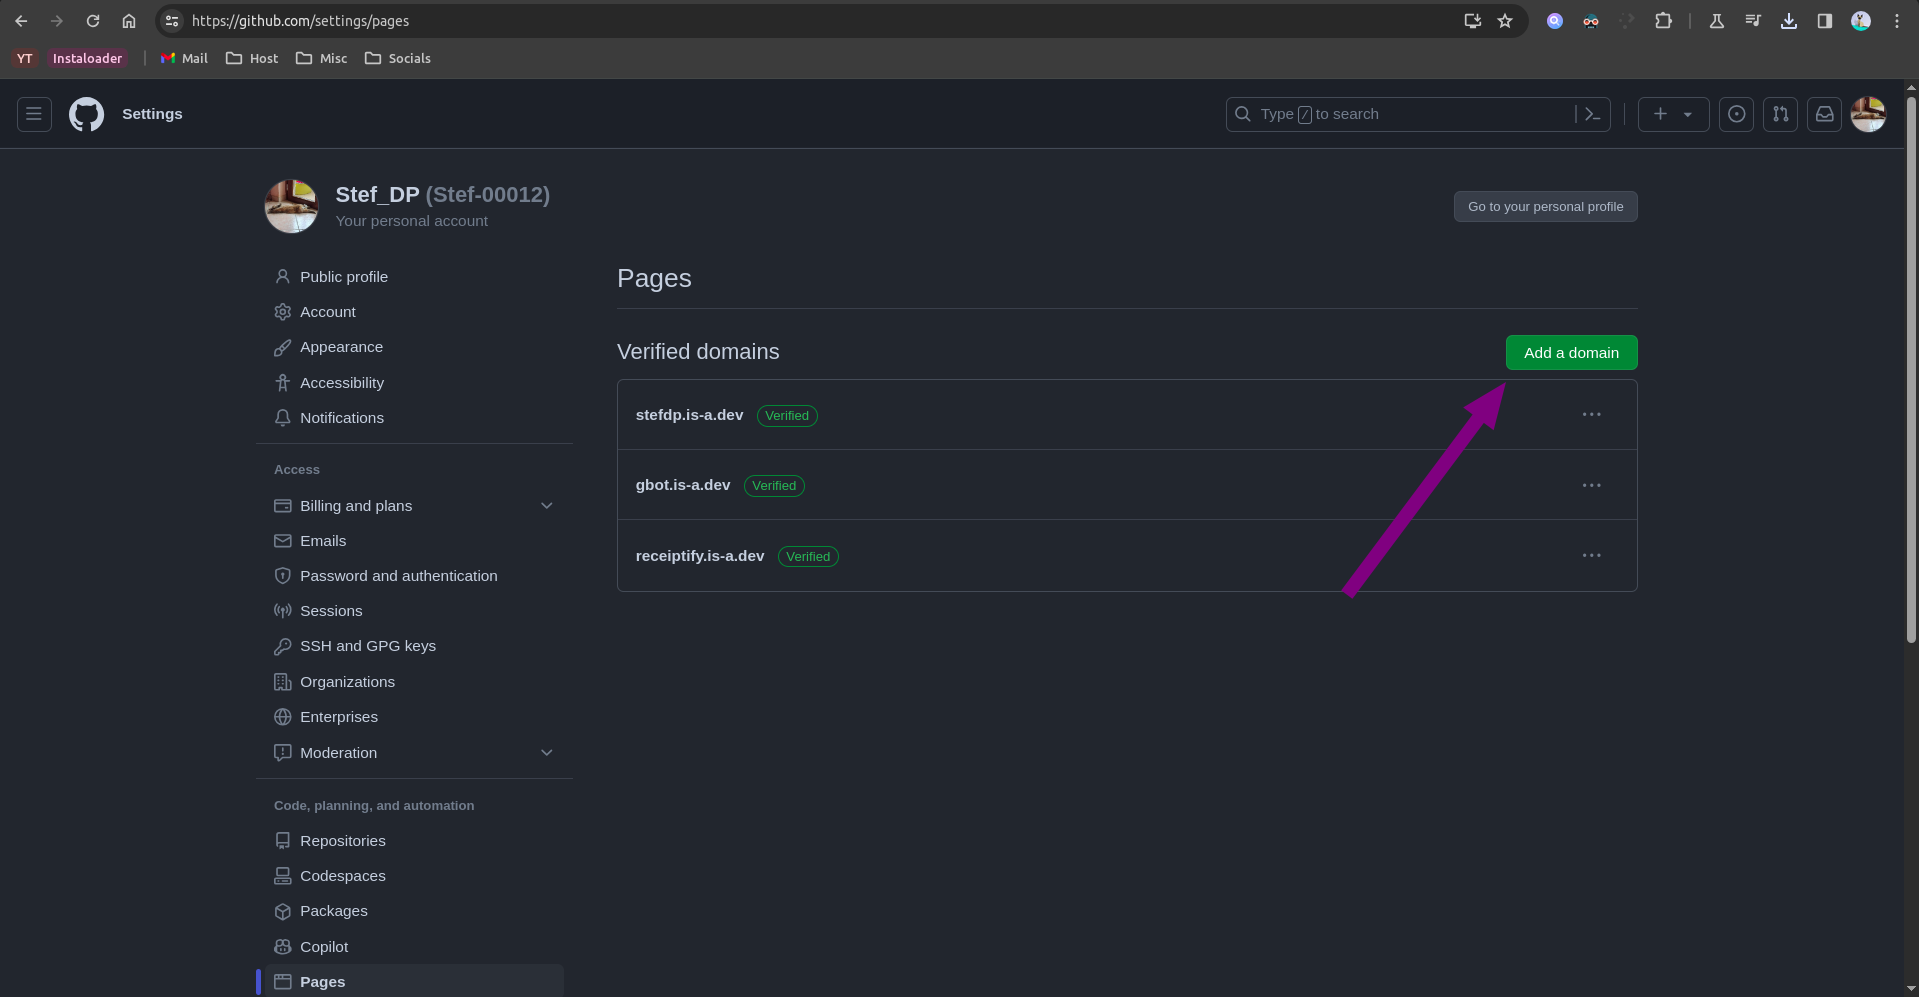 https://github.com/settings/pages
YT Instaloader Mail Host Misc Socials
Settings
Type / to search
Stef_DP (Stef-00012)
Your personal account
Go to your personal profile
Public profile
Account
Appearance
Accessibility
Notifications
Access
Billing and plans
Emails
Password and authentication
Sessions
SSH and GPG keys
Organizations
Enterprises
Moderation
Code, planning, and automation
Repositories
Codespaces
Packages
Copilot
Pages
Pages
Verified domains
Add a domain
stefdp.is-a.dev Verified
gbot.is-a.dev Verified
receiptify.is-a.dev Verified